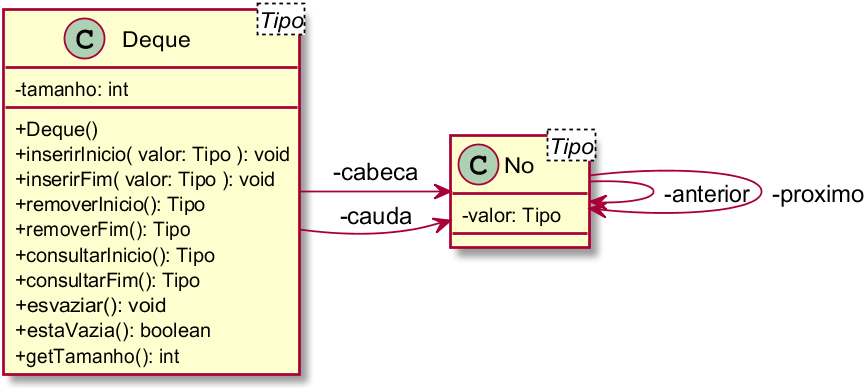 Tipo
C Deque
-tamanho: int
+Deque()
+inserirInicio( valor: Tipo ): void
+inserirFim( valor: Tipo ): void
+removerInicio(): Tipo
+removerFim(): Tipo
+consultarInicio(): Tipo
+consultarFim(): Tipo
+esvaziar(): void
+estaVazia(): boolean
+getTamanho(): int
-cabeca
-cauda
Tipo
C No
-valor: Tipo
-anterior
-proximo